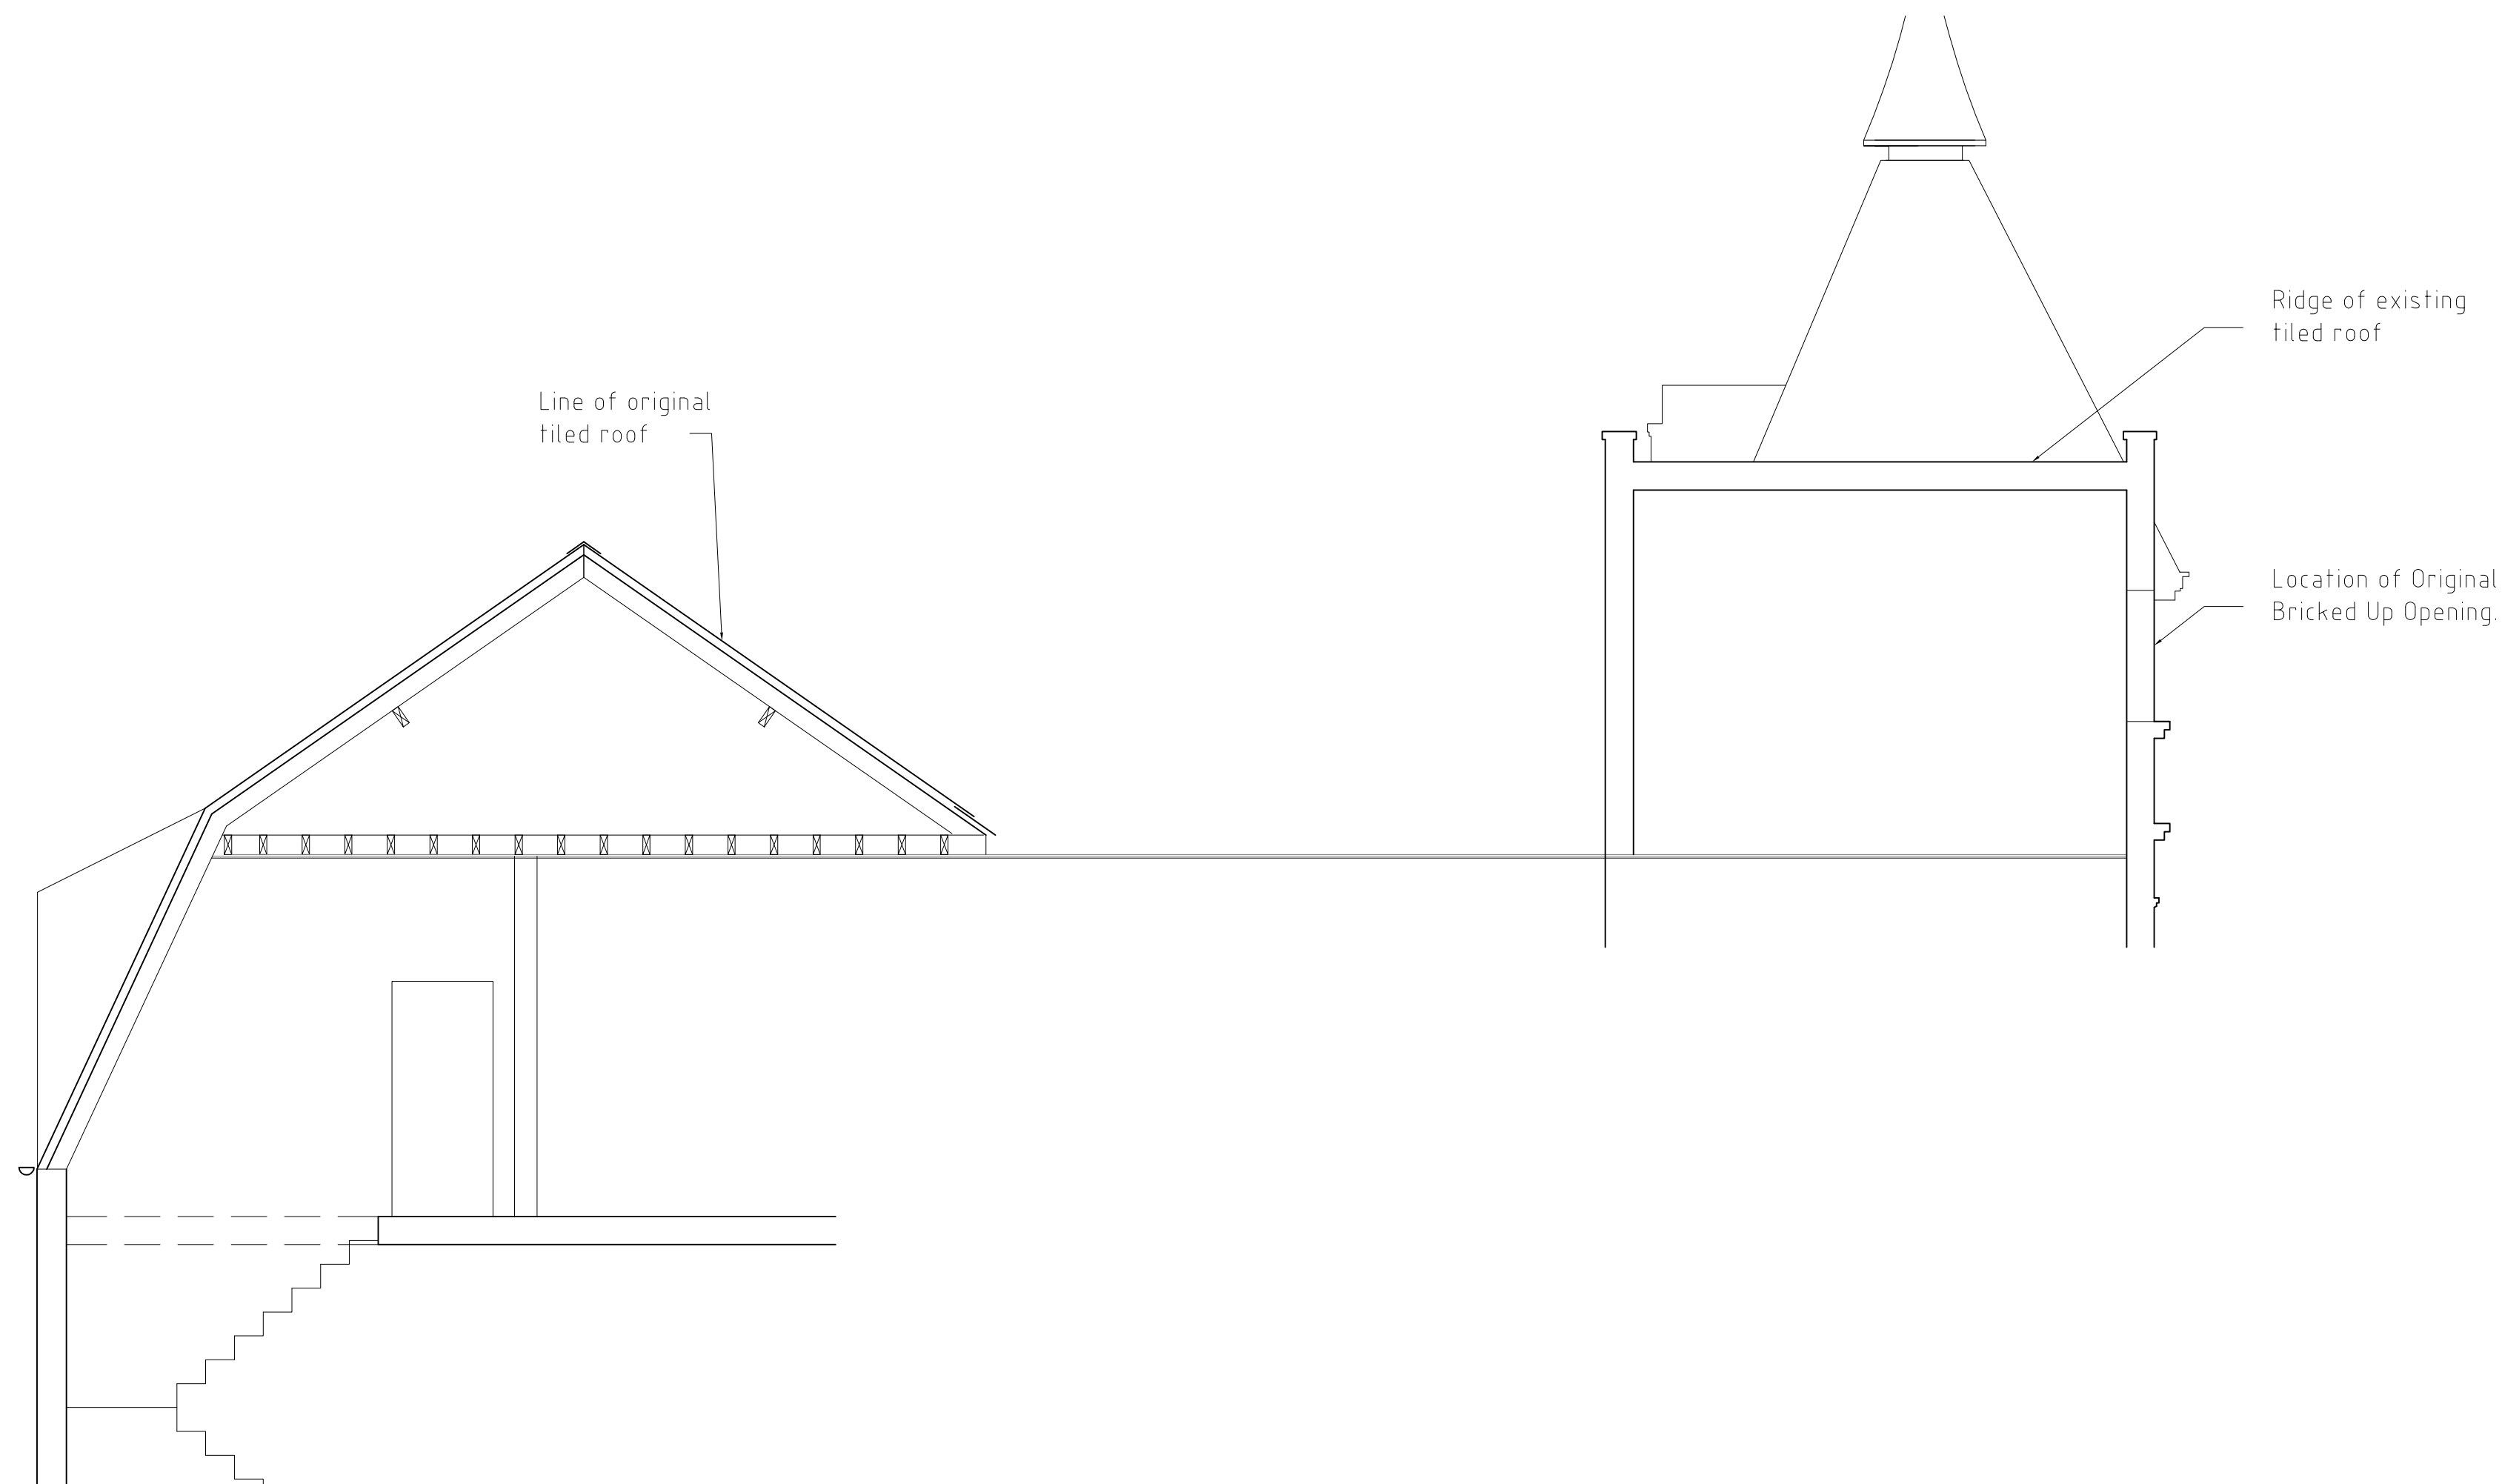 Line of original
tiled roof
Ridge of existing
tiled roof
Location of Original
Bricked Up Opening.